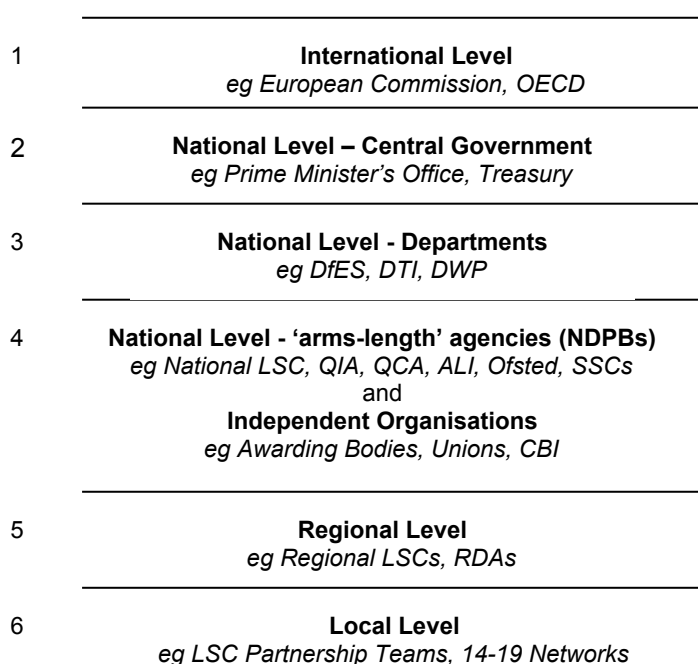 1 International Level
eg European Commission, OECD
2 National Level – Central Government
eg Prime Minister’s Office, Treasury
3 National Level - Departments
eg DfES, DTI, DWP
4 National Level - ‘arms-length’ agencies (NDPBs)
eg National LSC, QIA, QCA, ALI, Ofsted, SSCs
and
Independent Organisations
eg Awarding Bodies, Unions, CBI
5 Regional Level
eg Regional LSCs, RDAs
6 Local Level
eg LSC Partnership Teams, 14-19 Networks